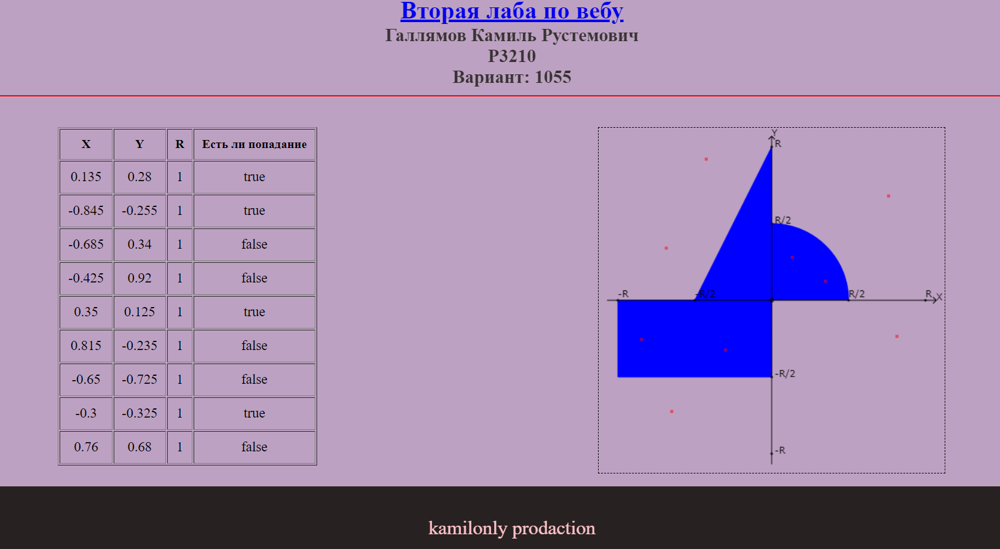 Вторая лаба по вебу
Галлямов Камиль Рустемович
P3210
Вариант: 1055
X Y R Есть ли попадание
0.135 0.28 1 true
-0.845 -0.255 1 true
-0.685 0.34 1 false
-0.425 0.92 1 false
0.35 0.125 1 true
0.815 -0.235 1 false
-0.65 -0.725 1 false
-0.3 -0.325 1 true
0.76 0.68 1 false
Y
R
R/2
-R -R/2 R/2 R X
-R/2
-R
kamilonly prodaction